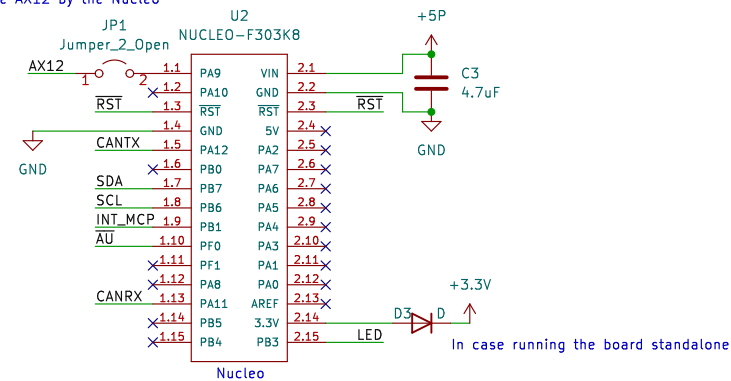 e AX12 by the Nucleo
JP1
Jumper_2_Open
U2
NUCLEO-F303K8
+5P
AX12
1
2
1.1 PA9 VIN 2.1
1.2 PA10 GND 2.2
RST 1.3 RST RST 2.3 RST
1.4 GND 5V 2.4
CANTX 1.5 PA12 PA2 2.5
1.6 PB0 PA7 2.6
SDA 1.7 PB7 PA6 2.7
SCL 1.8 PB6 PA5 2.8
INT_MCP 1.9 PB1 PA4 2.9
AU 1.10 PF0 PA3 2.10
1.11 PF1 PA1 2.11
1.12 PA8 PA0 2.12
CANRX 1.13 PA11 AREF 2.13
1.14 PB5 3.3V 2.14
1.15 PB4 PB3 2.15 LED
GND
C3
4.7uF
GND
D3 D
+3.3V
In case running the board standalone
Nucleo